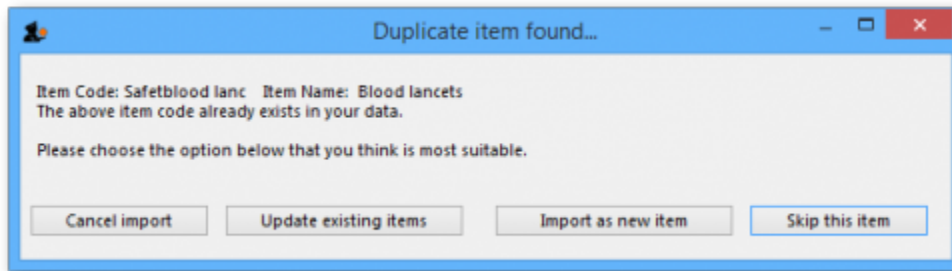 Duplicate item found...
Item Code: Safetblood lanc Item Name: Blood lancets
The above item code already exists in your data.
Please choose the option below that you think is most suitable.
Cancel import Update existing items Import as new item Skip this item